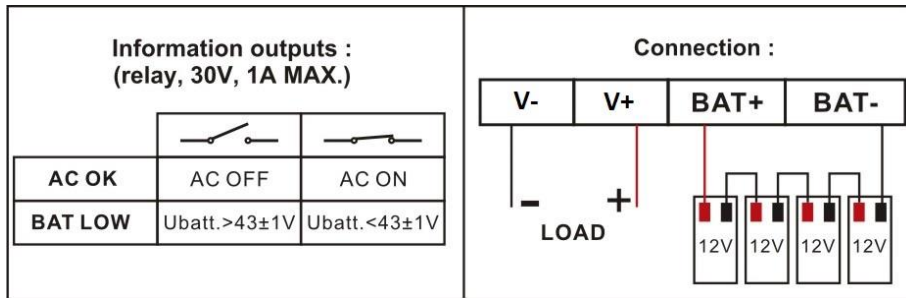 Information outputs :
(relay, 30V, 1A MAX.)
AC OK AC OFF AC ON
BAT LOW Ubatt.>43±1V Ubatt.<43±1V
Connection :
V- V+ BAT+ BAT-
- +
LOAD
12V 12V 12V 12V